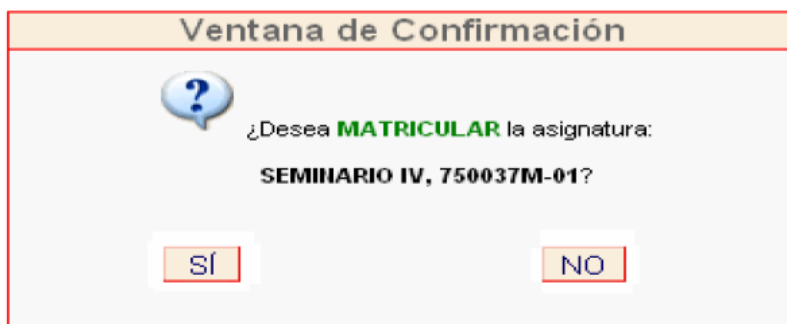 Ventana de Confirmación
?
¿Desea MATRICULAR la asignatura:
SEMINARIO IV, 750037M-01?
SÍ NO